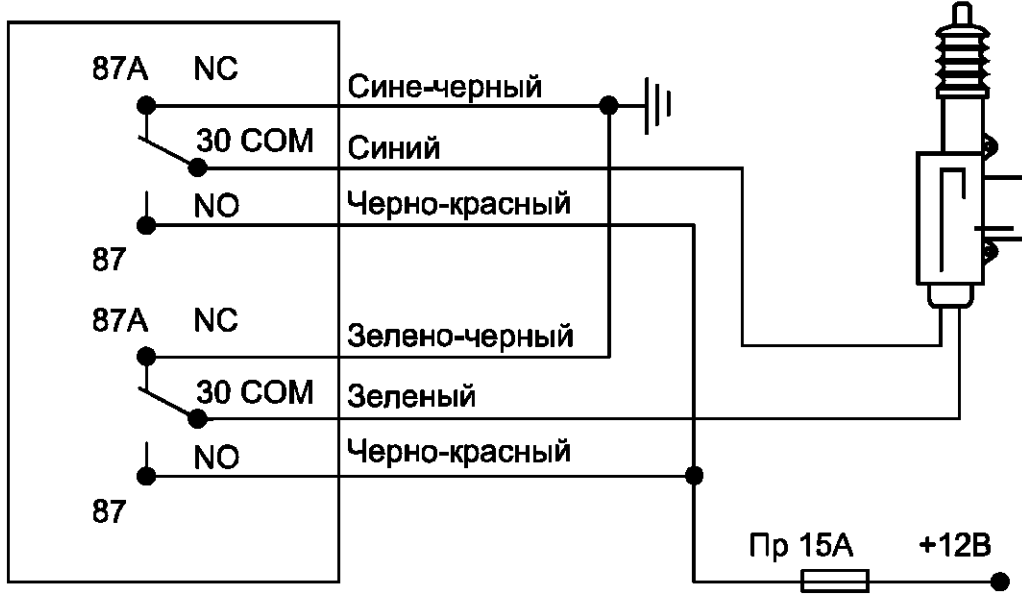 87A NC
Сине-черный
30 COM
Синий
NO
Черно-красный
87
87A NC
Зелено-черный
30 COM
Зеленый
NO
Черно-красный
87
Пр 15А +12В